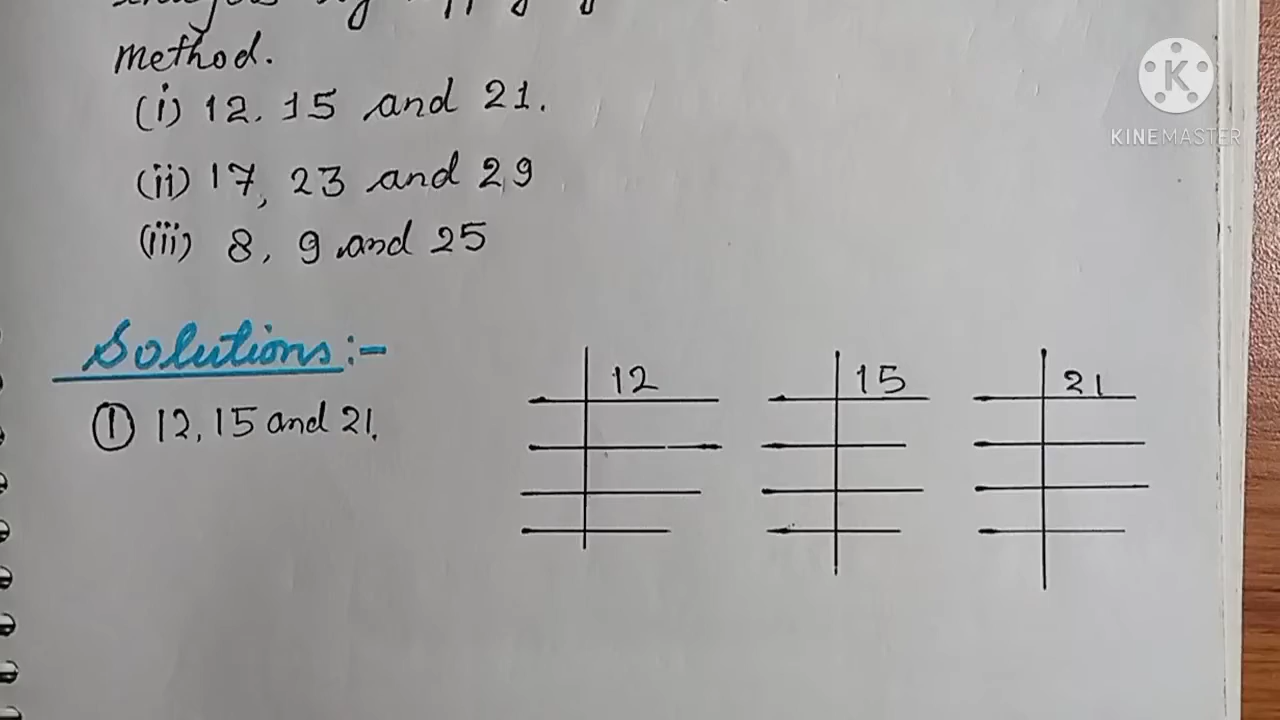 method.
(i) 12. 15 and 21.
(ii) 17, 23 and 29
(iii) 8, 9 and 25
Solutions:-
① 12, 15 and 21.
12 15 21
K
KINEMASTER